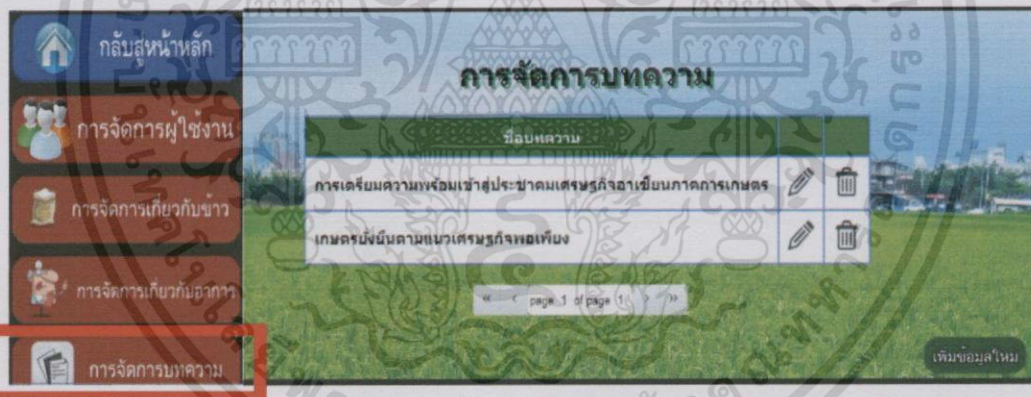 กลับสู่หน้าหลัก
การจัดการผู้ใช้งาน
การจัดการเกี่ยวกับข้าว
การจัดการเกี่ยวกับอาการ
การจัดการบทความ
การจัดการบทความ
ชื่อบทความ
การเตรียมความพร้อมเข้าสู่ประชาคมเศรษฐกิจอาเซียนภาคการเกษตร
เกษตรยั่งยืนตามแนวเศรษฐกิจพอเพียง
« ‹ page 1 of page 1 › »
เพิ่มข้อมูลใหม่